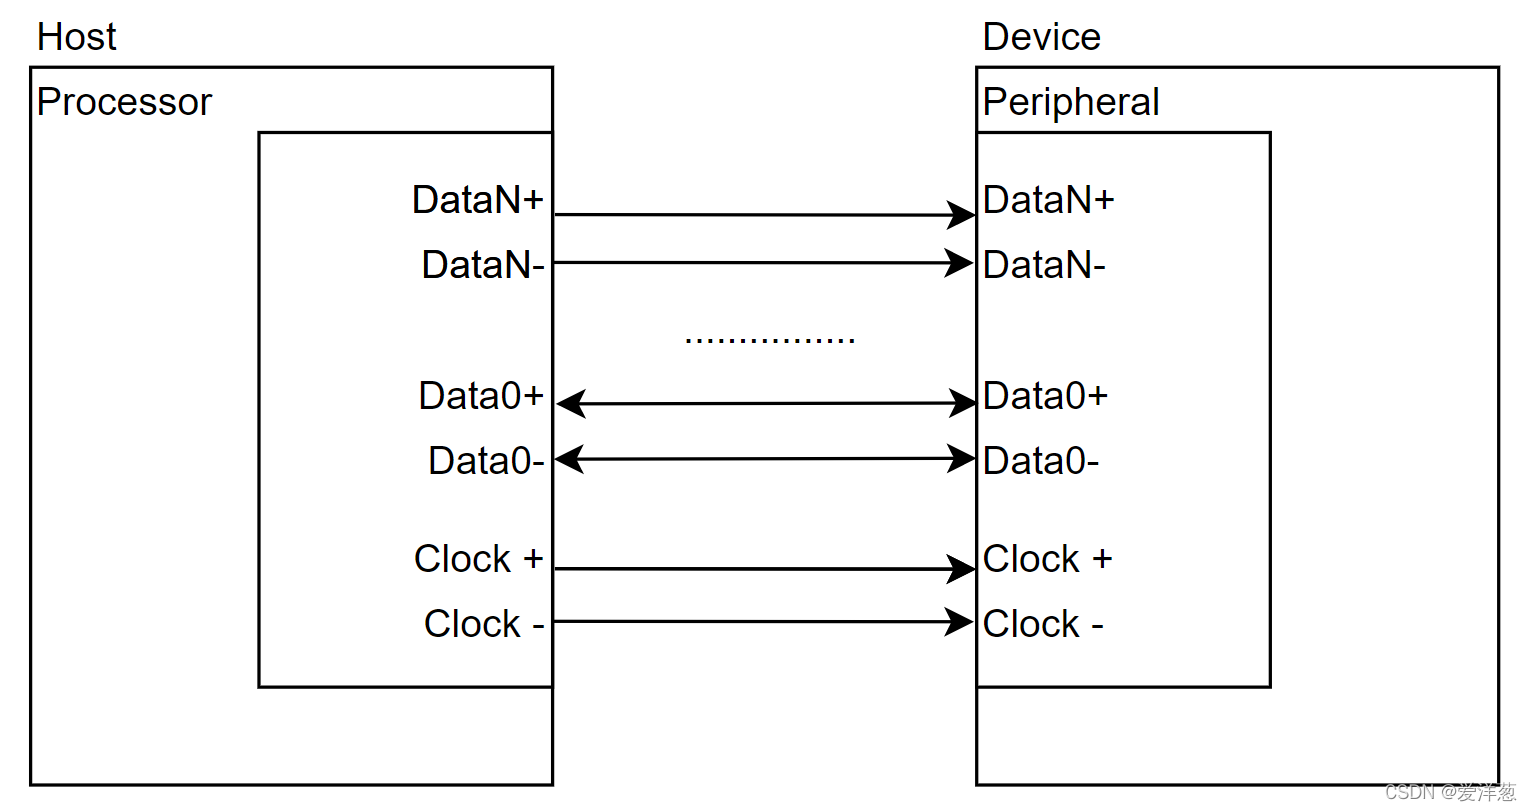 Host
Processor
DataN+
DataN-
Data0+
Data0-
Clock +
Clock -
................
Device
Peripheral
DataN+
DataN-
Data0+
Data0-
Clock +
Clock -
CSDN @爱洋葱